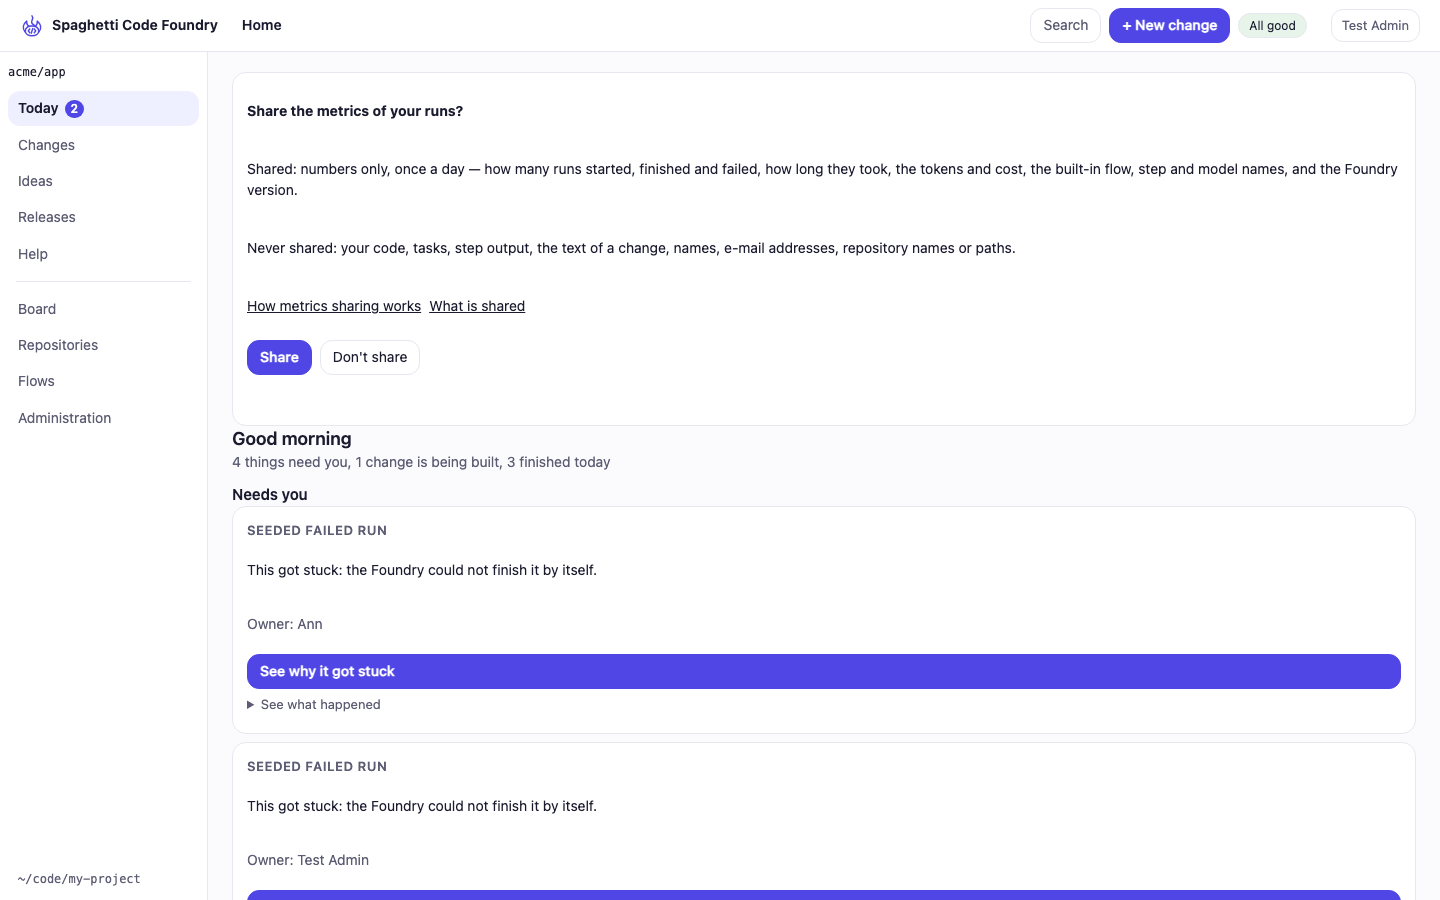 Spaghetti Code Foundry
Home
Search
+ New change
All good
Test Admin
acme/app
Today 2
Changes
Ideas
Releases
Help
Board
Repositories
Flows
Administration
~/code/my-project
Share the metrics of your runs?
Shared: numbers only, once a day — how many runs started, finished and failed, how long they took, the tokens and cost, the built-in flow, step and model names, and the Foundry
version.
Never shared: your code, tasks, step output, the text of a change, names, e-mail addresses, repository names or paths.
How metrics sharing works What is shared
Share
Don't share
Good morning
4 things need you, 1 change is being built, 3 finished today
Needs you
SEEDED FAILED RUN
This got stuck: the Foundry could not finish it by itself.
Owner: Ann
See why it got stuck
See what happened
SEEDED FAILED RUN
This got stuck: the Foundry could not finish it by itself.
Owner: Test Admin